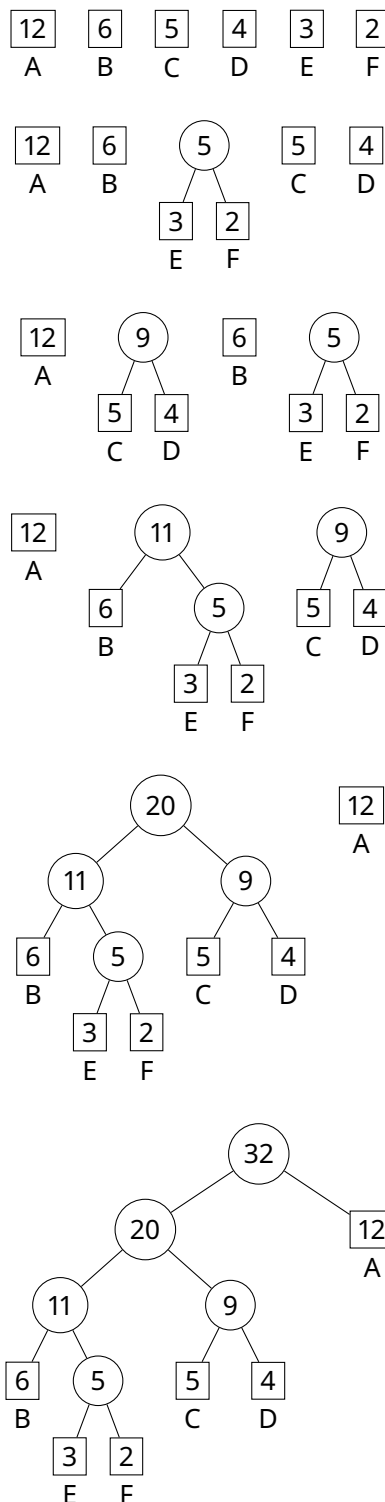 12 6 5 4 3 2
A B C D E F
12 6 5 5 4
A B C D
3 2
E F
12 9 6 5
A B
5 4 3 2
C D E F
12 11 9
A
6 5 5 4
B C D
3 2
E F
20 12
A
11 9
6 5 5 4
B C D
3 2
E F
32
20 12
A
11 9
6 5 5 4
B C D
3 2
E F